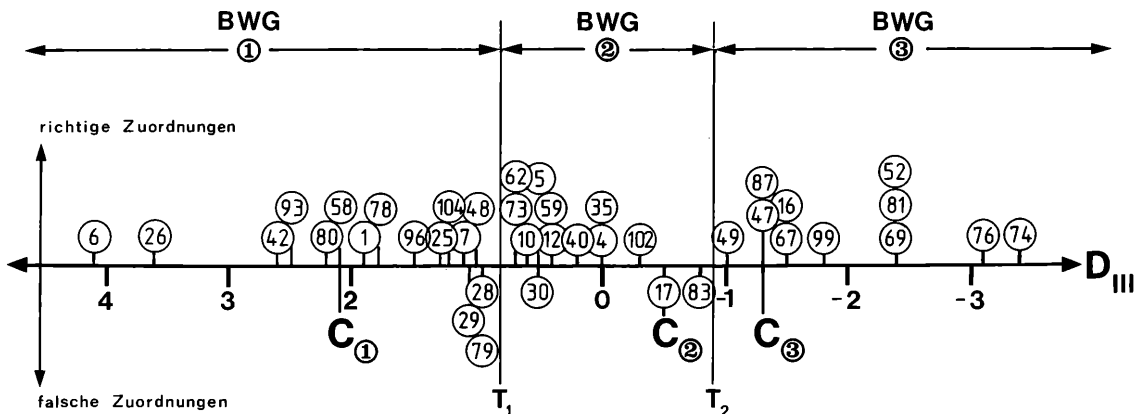 BWG BWG BWG
① ② ③
richtige Zuordnungen
52
62 5 87 81
93 58 78 104 48 73 59 35 47 16
6 26 42 80 1 96 25 7 10 12 40 4 102 49 67 99 69 76 74
D III
4 3 2 0 -1 -2 -3
28 30 17 83
29
C① C② C③
79
T₁ T₂
falsche Zuordnungen